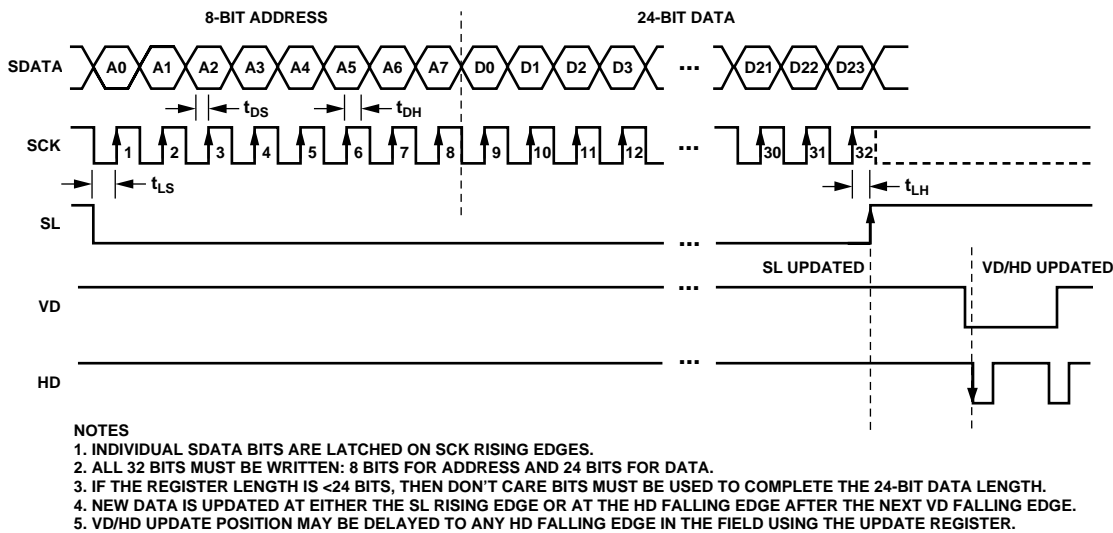 8-BIT ADDRESS 24-BIT DATA
SDATA A0 A1 A2 A3 A4 A5 A6 A7 D0 D1 D2 D3 ... D21 D22 D23
tDS tDH
SCK 1 2 3 4 5 6 7 8 9 10 11 12 ... 30 31 32
tLS tLH
SL ...
SL UPDATED VD/HD UPDATED
VD ...
HD ...
NOTES
1. INDIVIDUAL SDATA BITS ARE LATCHED ON SCK RISING EDGES.
2. ALL 32 BITS MUST BE WRITTEN: 8 BITS FOR ADDRESS AND 24 BITS FOR DATA.
3. IF THE REGISTER LENGTH IS <24 BITS, THEN DON'T CARE BITS MUST BE USED TO COMPLETE THE 24-BIT DATA LENGTH.
4. NEW DATA IS UPDATED AT EITHER THE SL RISING EDGE OR AT THE HD FALLING EDGE AFTER THE NEXT VD FALLING EDGE.
5. VD/HD UPDATE POSITION MAY BE DELAYED TO ANY HD FALLING EDGE IN THE FIELD USING THE UPDATE REGISTER.